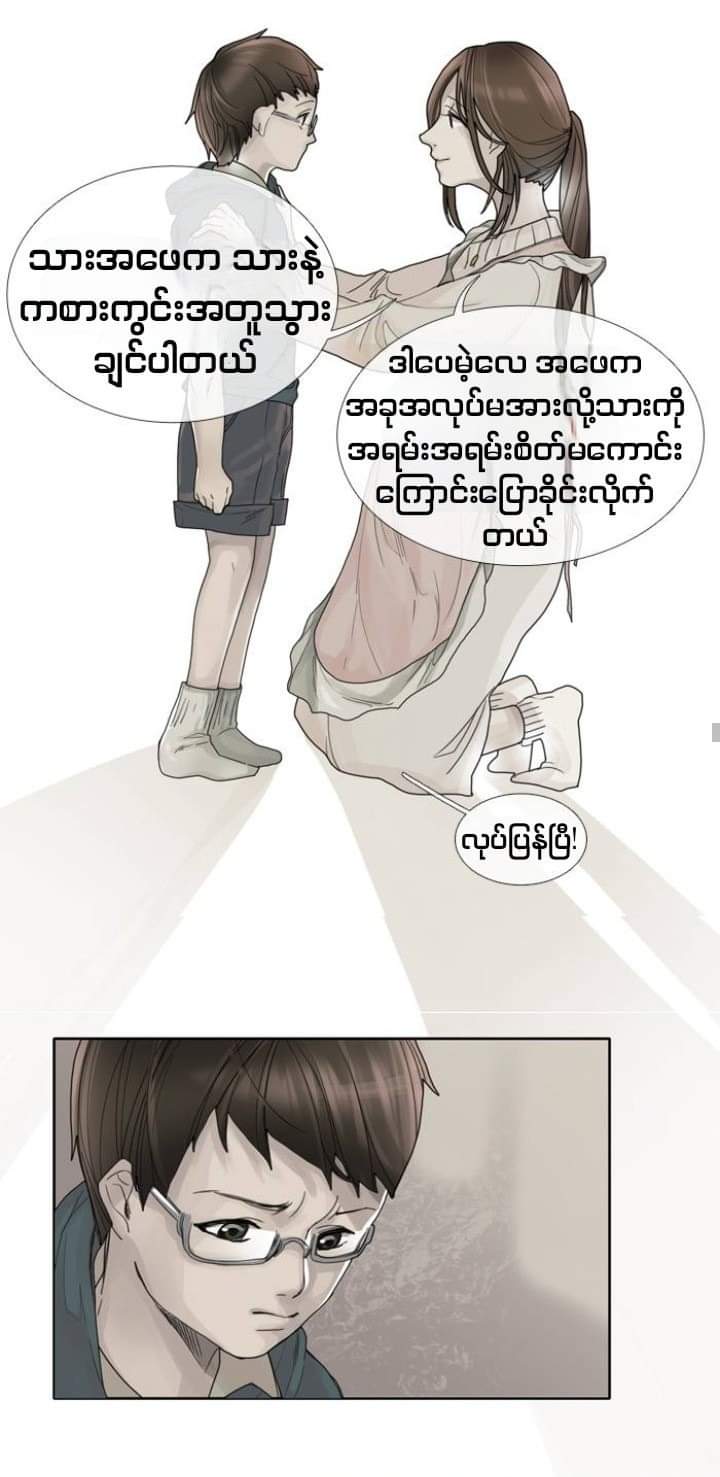 သားအဖေက သားနဲ့
ကစားကွင်းအတူသွား
ချင်ပါတယ်
ဒါပေမဲ့လေ အဖေက
အခုအလုပ်မအားလို့သားကို
အရမ်းအရမ်းစိတ်မကောင်း
ကြောင်းပြောခိုင်းလိုက်
တယ်
လုပ်ပြန်ပြီ!